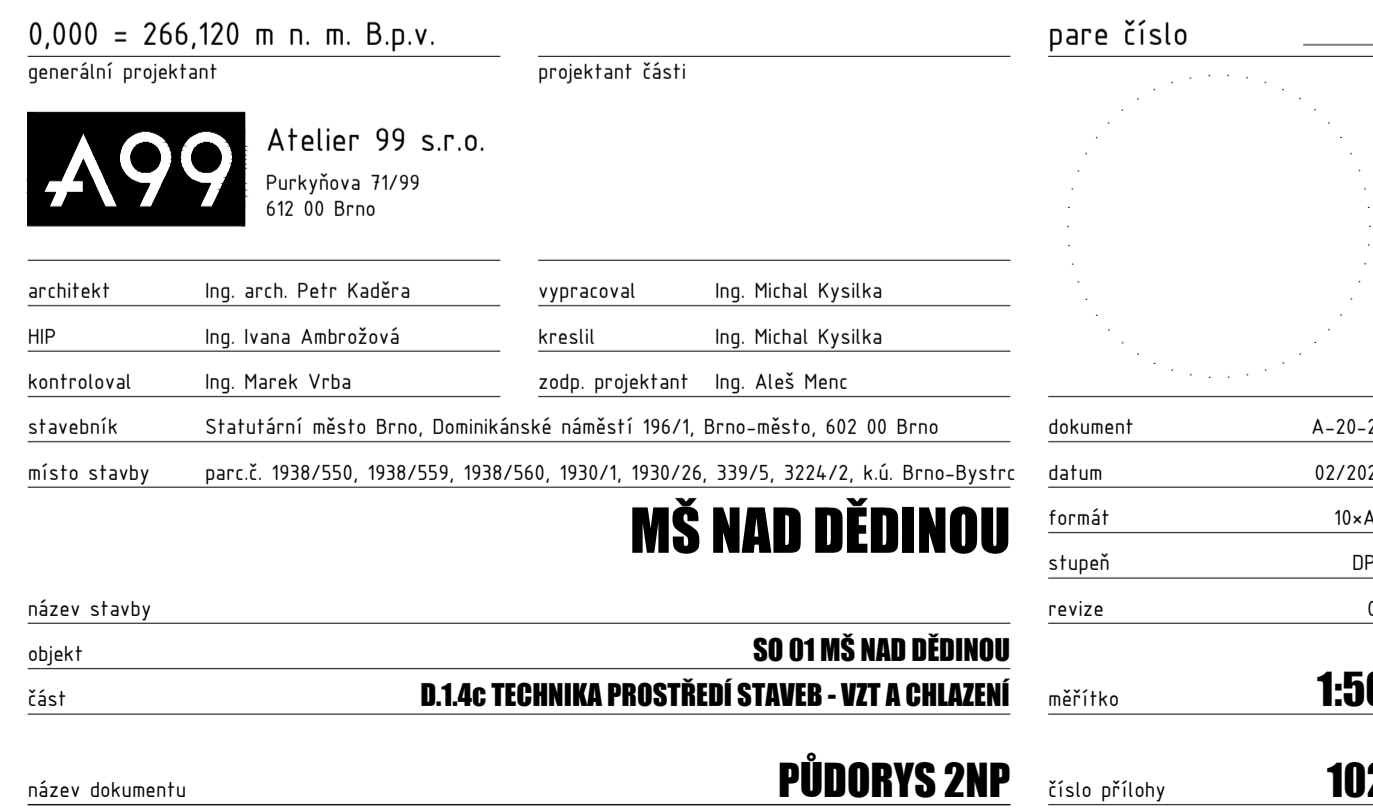 0,000 = 266,120 m n. m. B.p.v.
pare číslo
generální projektant
projektant části
A99
Atelier 99 s.r.o.
Purkyňova 71/99
612 00 Brno
architekt Ing. arch. Petr Kaděra
vypracoval Ing. Michal Kysilka
HIP Ing. Ivana Ambrožová
kreslil Ing. Michal Kysilka
kontroloval Ing. Marek Vrba
zodp. projektant Ing. Aleš Menc
stavebník Statutární město Brno, Dominikánské náměstí 196/1, Brno-město, 602 00 Brno
dokument
místo stavby parc.č. 1938/550, 1938/559, 1938/560, 1930/1, 1930/26, 339/5, 3224/2, k.ú.
datum
MŠ NAD DĚDINOU
formát
stupeň
název stavby
revize
objekt SO 01 MŠ NAD DĚDINOU
část D.1.4c TECHNIKA PROSTŘEDÍ STAVEB - VZT A CHLAZENÍ
měřítko
název dokumentu PŮDORYS 2NP
číslo přílohy